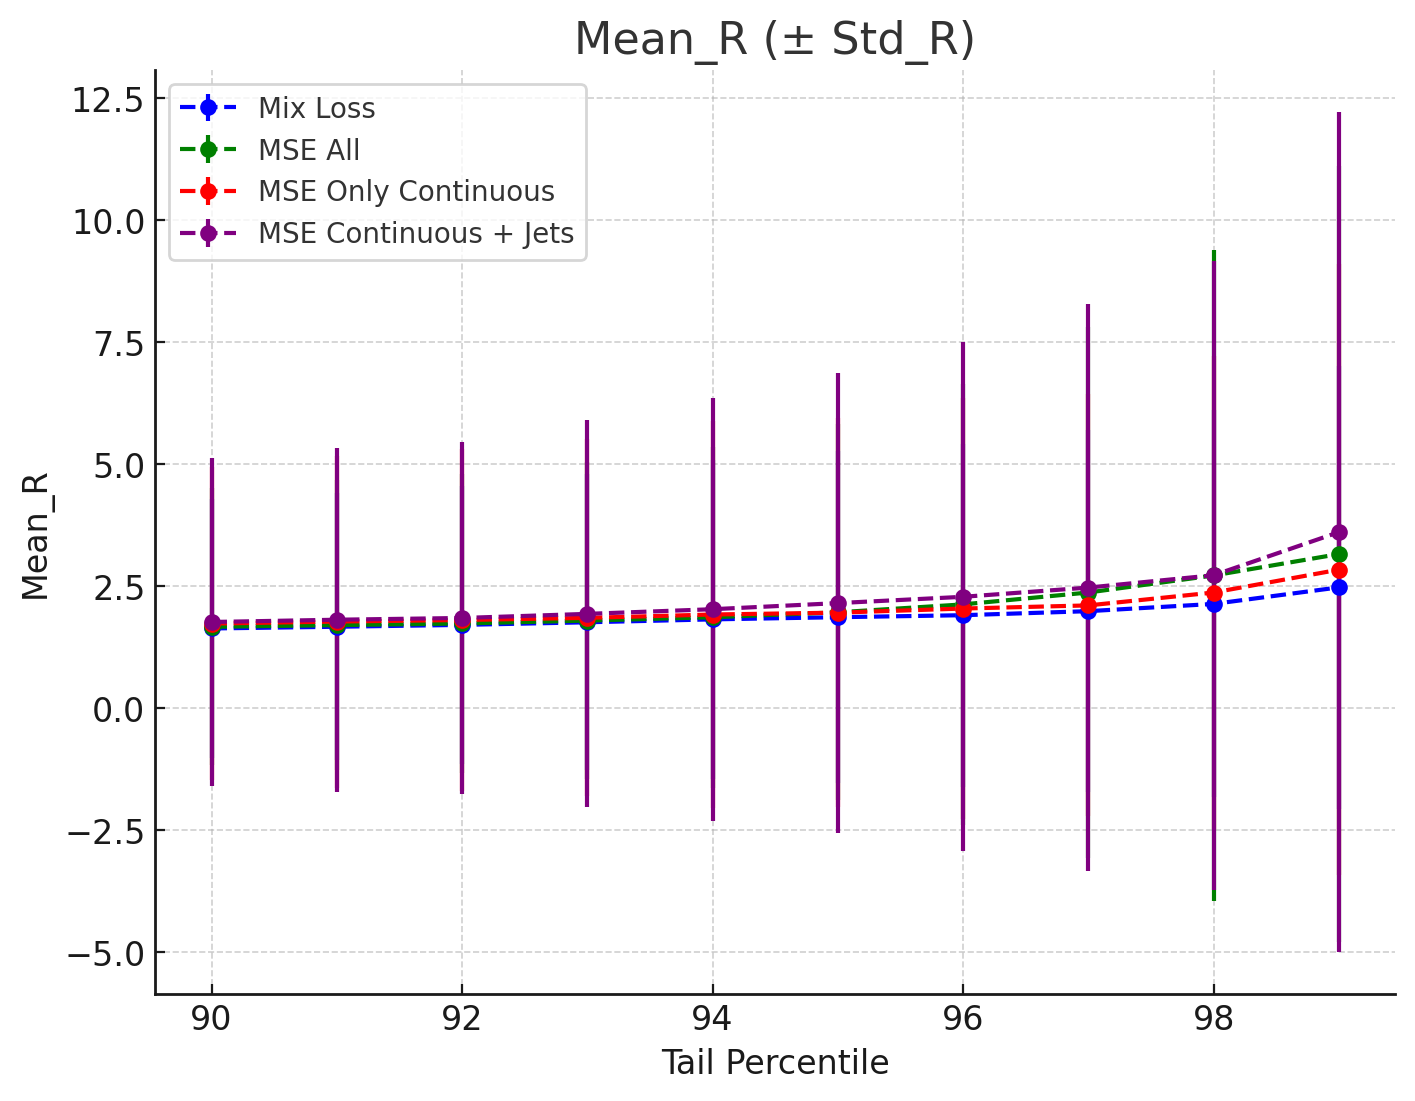 Mean_R (± Std_R)
Mix Loss
MSE All
MSE Only Continuous
MSE Continuous + Jets
12.5
10.0
7.5
5.0
2.5
0.0
−2.5
−5.0
Mean_R
90 92 94 96 98
Tail Percentile